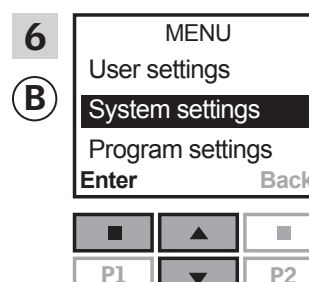 6
MENU
B
User settings
System settings
Program settings
Enter Back
P1 P2